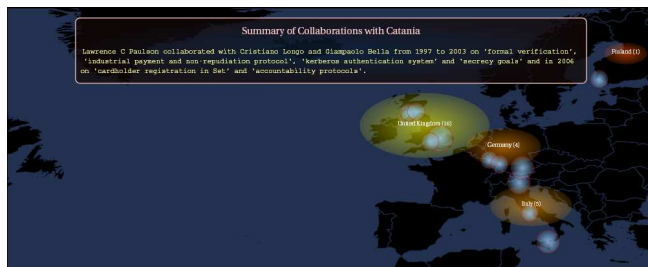 Summary of Collaborations with Catania
Lawrence C Paulson collaborated with Cristiano Longo and Giampaolo Bella from 1997 to 2003 on 'formal verification',
'industrial payment and non-repudiation protocol', 'kerberos authentication system' and 'secrecy goals' and in 2006
on 'cardholder registration in Set' and 'accountability protocols'.
Finland (1)
United Kingdom (16)
Germany (4)
Italy (5)